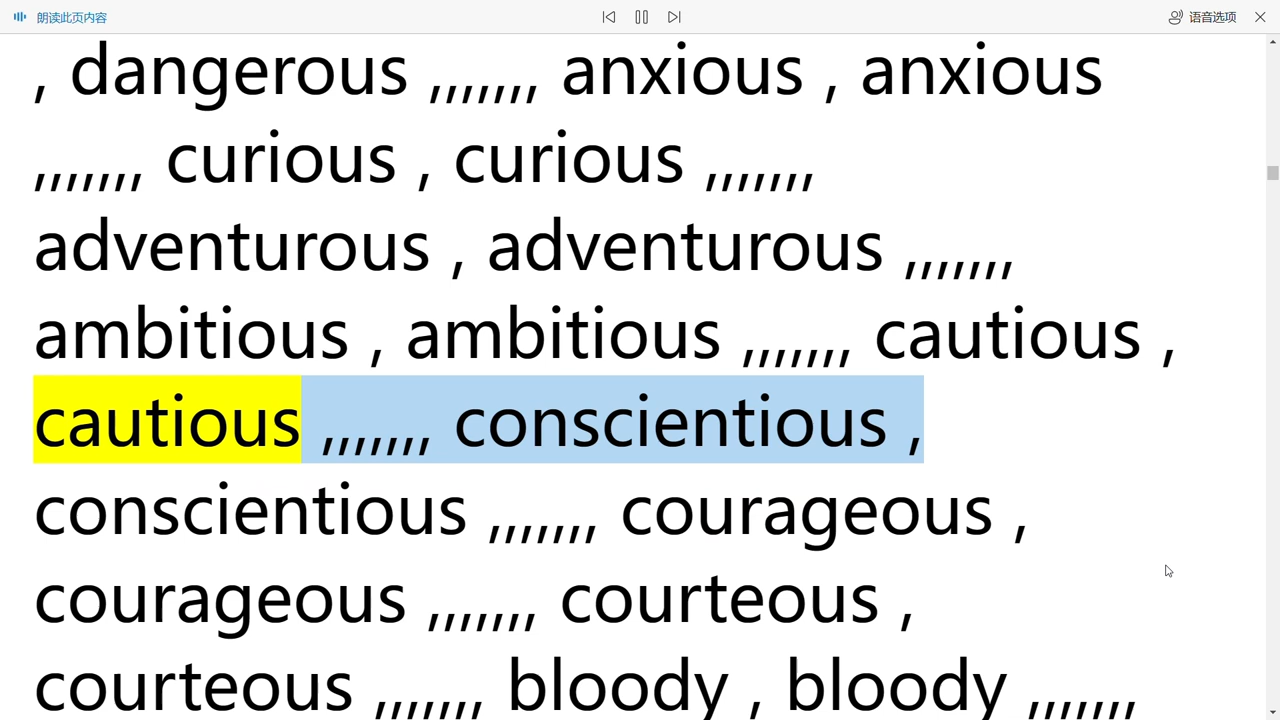 朗读此页内容
语音选项
, dangerous ,,,,,,, anxious , anxious
,,,,,,, curious , curious ,,,,,,,
adventurous , adventurous ,,,,,,,
ambitious , ambitious ,,,,,,, cautious ,
cautious ,,,,,,, conscientious ,
conscientious ,,,,,,, courageous ,
courageous ,,,,,,, courteous ,
courteous ,,,,,,, bloody , bloody ,,,,,,,